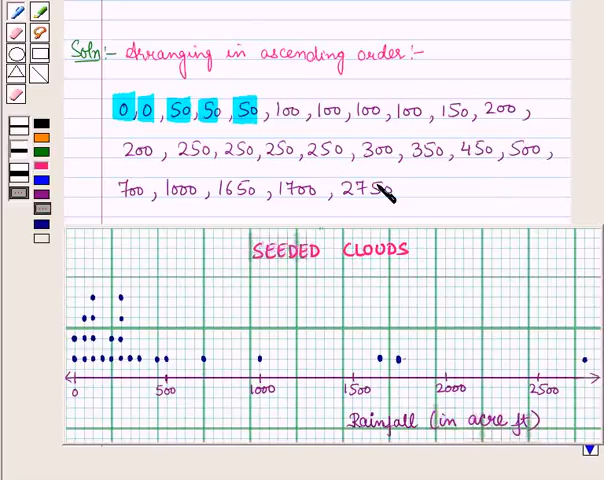 Soln:- Arranging in ascending order:-
0, 0, 50, 50, 50, 100, 100, 100, 100, 150, 200,
200, 250, 250, 250, 250, 300, 350, 450, 500,
700, 1000, 1650, 1700, 2750
SEEDED CLOUDS
0 500 1000 1500 2000 2500
Rainfall (in acre ft)